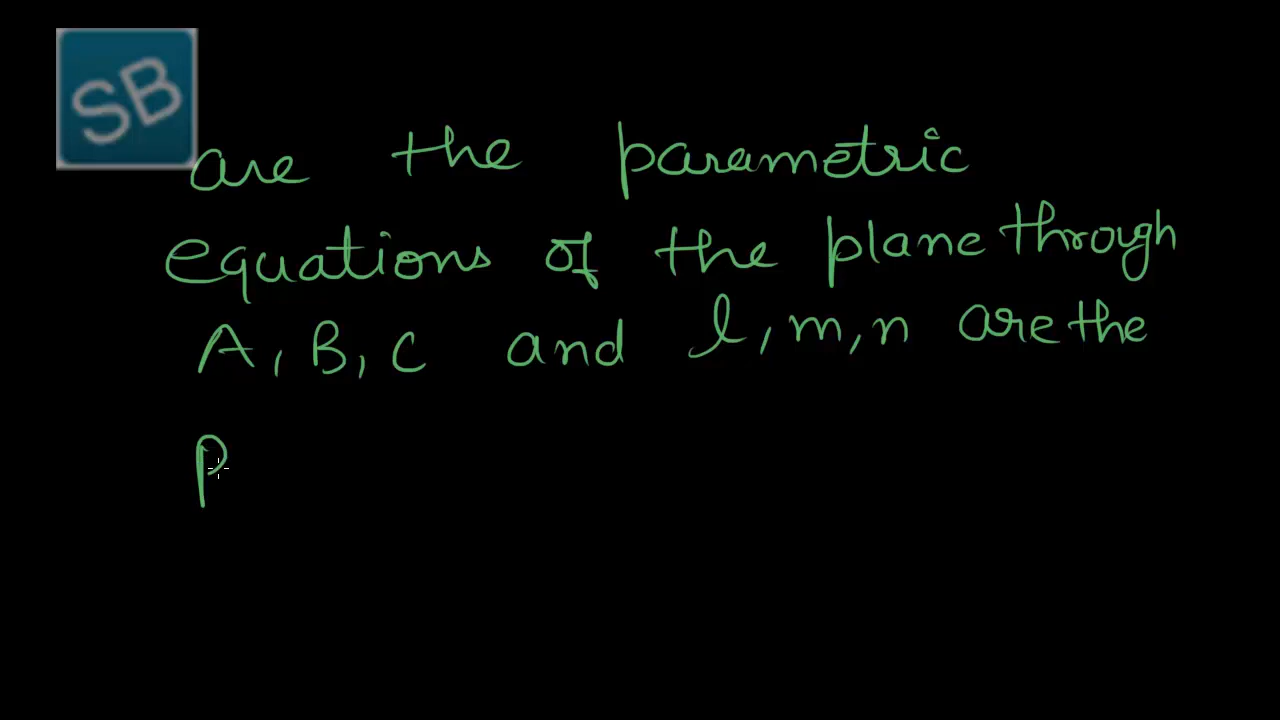 SB
are the parametric
equations of the plane through
A, B, C and l, m, n are the
p